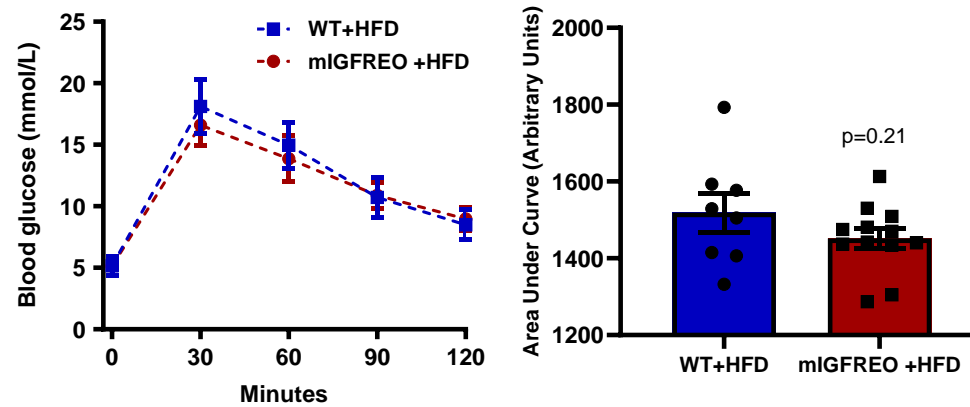 WT+HFD
mIGFREO +HFD
Blood glucose (mmol/L)
25
20
15
10
5
0
0 30 60 90 120
Minutes
Area Under Curve (Arbitrary Units)
2000
1800
1600
1400
1200
p=0.21
WT+HFD mIGFREO +HFD